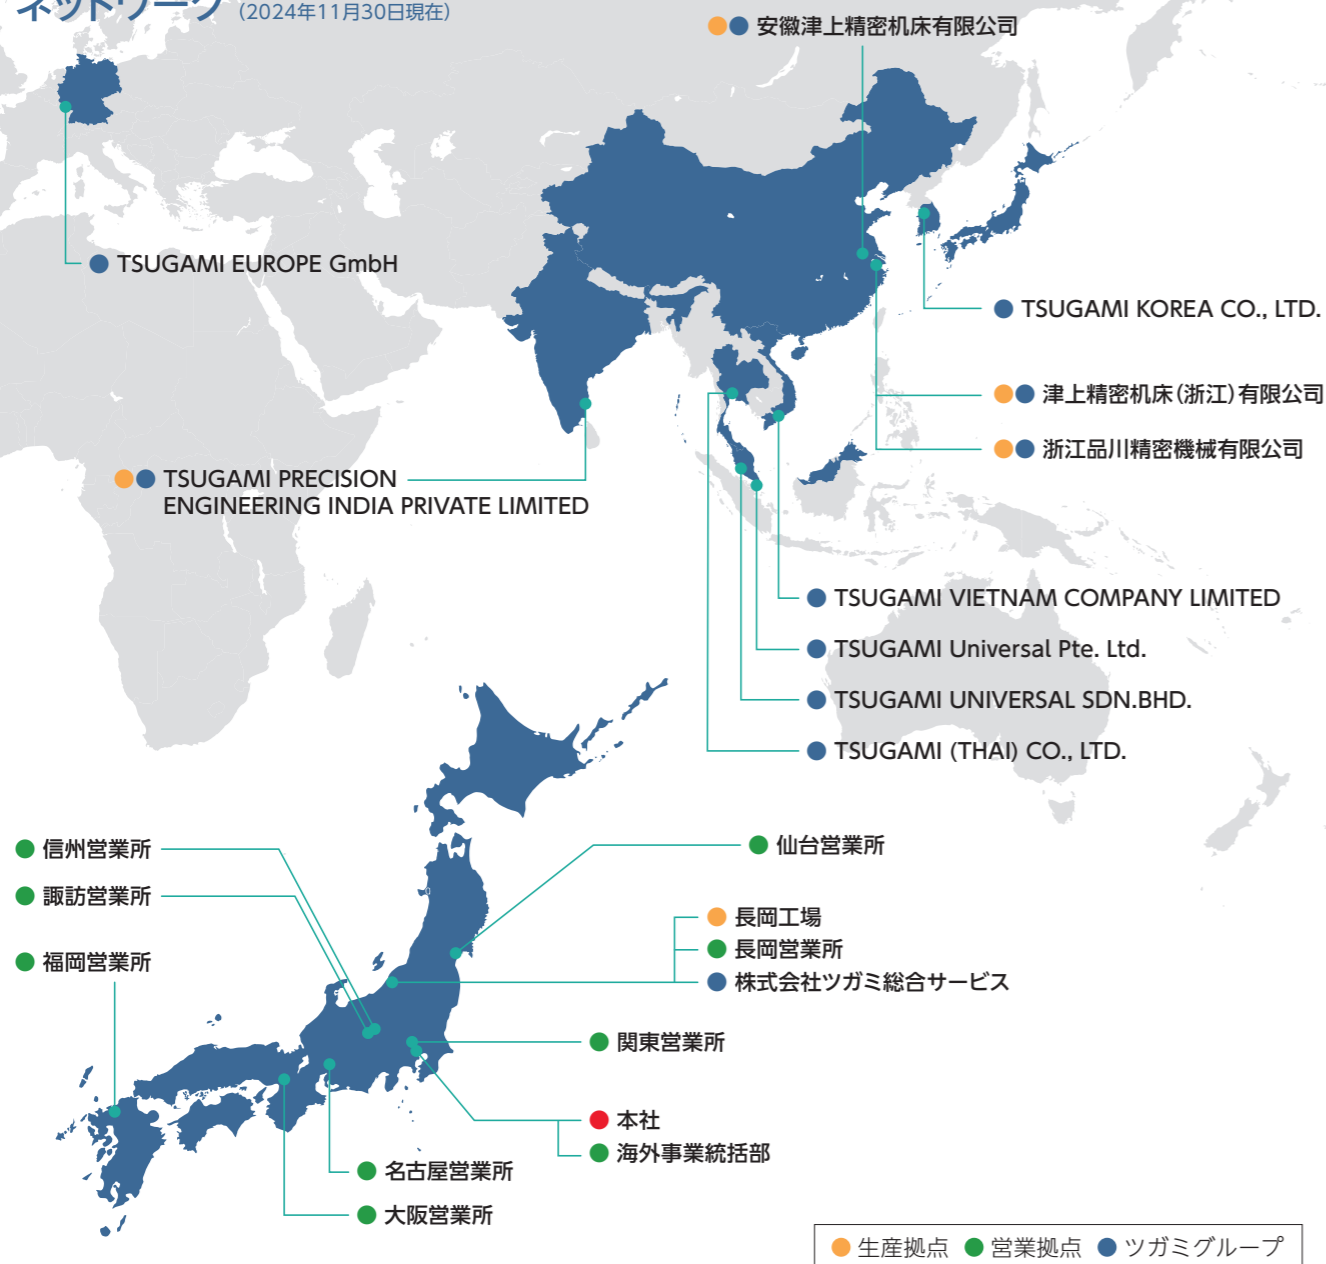 ネットワーク (2024年11月30日現在)
安徽津上精密机床有限公司
TSUGAMI EUROPE GmbH
TSUGAMI KOREA CO., LTD.
津上精密机床(浙江)有限公司
浙江品川精密機械有限公司
TSUGAMI PRECISION
ENGINEERING INDIA PRIVATE LIMITED
TSUGAMI VIETNAM COMPANY LIMITED
TSUGAMI Universal Pte. Ltd.
TSUGAMI UNIVERSAL SDN.BHD.
TSUGAMI (THAI) CO., LTD.
信州営業所
諏訪営業所
福岡営業所
仙台営業所
長岡工場
長岡営業所
株式会社ツガミ総合サービス
関東営業所
本社
海外事業統括部
名古屋営業所
大阪営業所
生産拠点 営業拠点 ツガミグループ